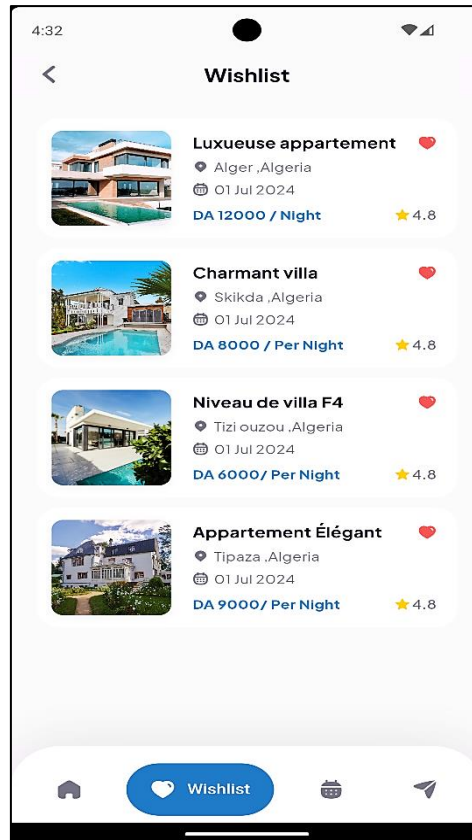 4:32
Wishlist
Luxueuse appartement
Alger ,Algeria
01 Jul 2024
DA 12000 / Night
4.8
Charmant villa
Skikda ,Algeria
01 Jul 2024
DA 8000 / Per Night
4.8
Niveau de villa F4
Tizi ouzou ,Algeria
01 Jul 2024
DA 6000/ Per Night
4.8
Appartement Élégant
Tipaza ,Algeria
01 Jul 2024
DA 9000/ Per Night
4.8
Wishlist